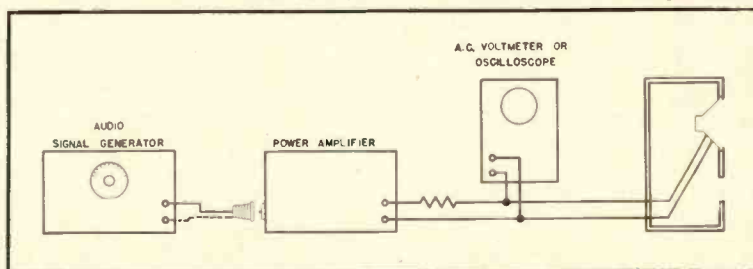 A.C. VOLTMETER OR
OSCILLOSCOPE
AUDIO
SIGNAL GENERATOR
POWER AMPLIFIER